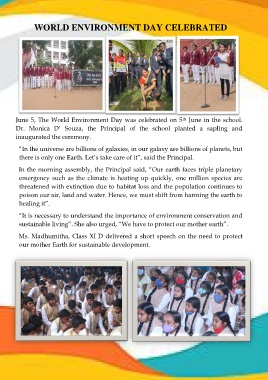 WORLD ENVIRONMENT DAY CELEBRATED
June 5, The World Environment Day was celebrated on 5th June in the school.
Dr. Monica D' Souza, the Principal of the school planted a sapling and
inaugurated the ceremony.
"In the universe are billions of galaxies, in our galaxy are billions of planets, but
there is only one Earth. Let's take care of it", said the Principal.
In the morning assembly, the Principal said, "Our earth faces triple planetary
emergency such as the climate is heating up quickly, one million species are
threatened with extinction due to habitat loss and the population continues to
poison our air, land and water. Hence, we must shift from harming the earth to
healing it".
"It is necessary to understand the importance of environment conservation and
sustainable living". She also urged, "We have to protect our mother earth".
Ms. Madhumitha, Class XI D delivered a short speech on the need to protect
our mother Earth for sustainable development.